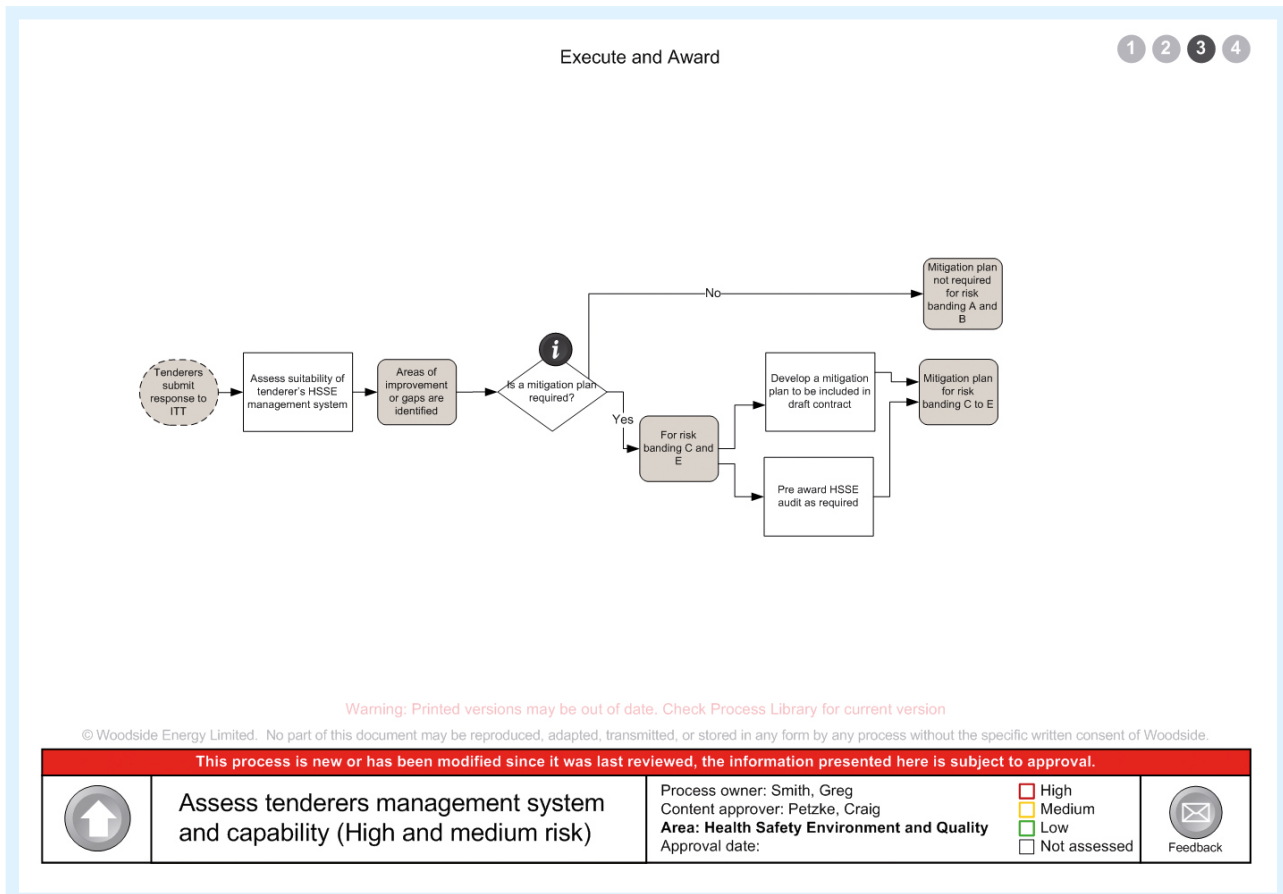 Execute and Award
1 2 3 4
Mitigation plan
not required
for risk
banding A and
B
No
i
Tenderers
submit
response to
ITT
Assess suitability of
tenderer's HSSE
management system
Areas of
improvement
or gaps are
identified
Is a mitigation plan
required?
Yes
For risk
banding C and
E
Develop a mitigation
plan to be included in
draft contract
Mitigation plan
for risk
banding C to E
Pre award HSSE
audit as required
Warning: Printed versions may be out of date. Check Process Library for current version
© Woodside Energy Limited. No part of this document may be reproduced, adapted, transmitted, or stored in any form by any process without the specific written consent of Woodside.
This process is new or has been modified since it was last reviewed, the information presented here is subject to approval.
Assess tenderers management system
and capability (High and medium risk)
Process owner: Smith, Greg
Content approver: Petzke, Craig
Area: Health Safety Environment and Quality
Approval date:
High
Medium
Low
Not assessed
Feedback